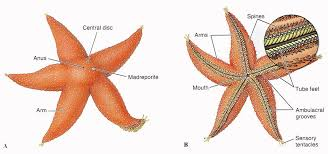 Central disc
Anus
Madreporite
Arm
A
Spines
Arms
Mouth
Tube feet
Ambulacral
grooves
Sensory
tentacles
B